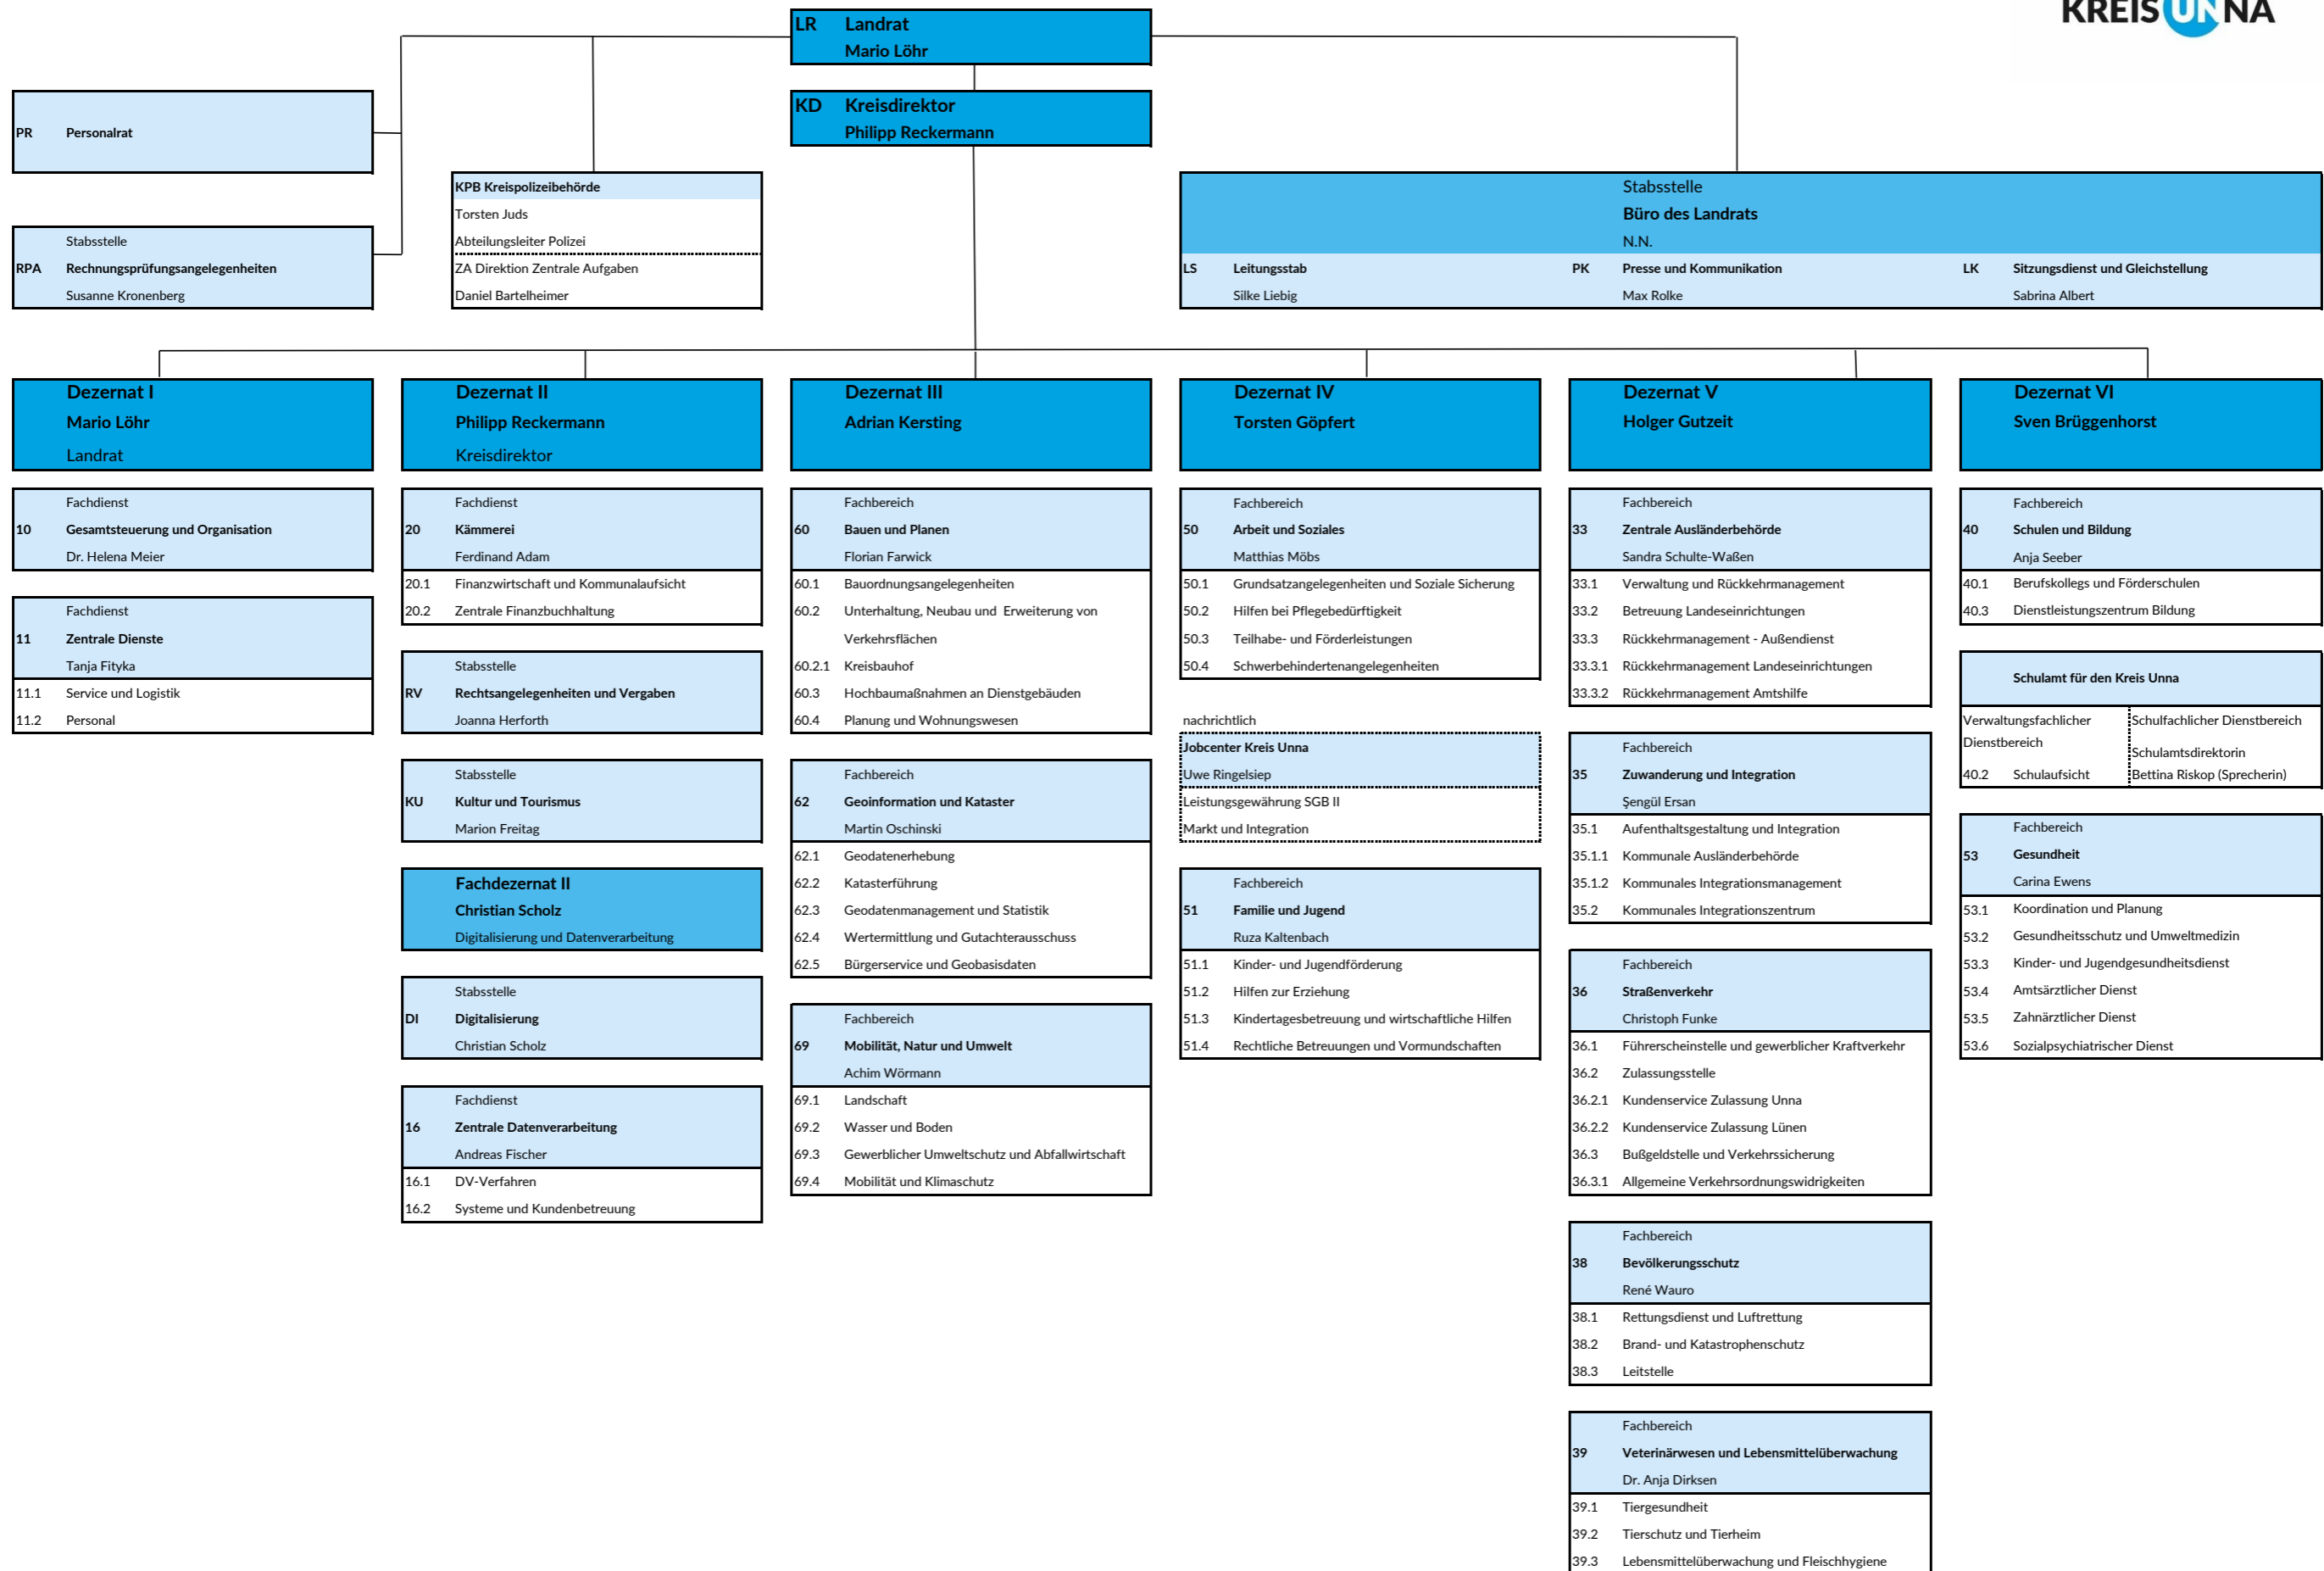 KREIS UNNA
LR Landrat
Mario Löhr
KD Kreisdirektor
Philipp Reckermann
PR Personalrat
Stabsstelle
RPA Rechnungsprüfungsangelegenheiten
Susanne Kronenberg
KPB Kreispolizeibehörde
Torsten Juds
Abteilungsleiter Polizei
ZA Direktion Zentrale Aufgaben
Daniel Bartelheimer
Stabsstelle
Büro des Landrats
N.N.
LS Leitungsstab
Silke Liebig
PK Presse und Kommunikation
Max Rolke
LK Sitzungsdienst und Gleichstellung
Sabrina Albert
Dezernat I
Mario Löhr
Landrat
Fachdienst
10 Gesamtsteuerung und Organisation
Dr. Helena Meier
Fachdienst
11 Zentrale Dienste
Tanja Fityka
11.1 Service und Logistik
11.2 Personal
Dezernat II
Philipp Reckermann
Kreisdirektor
Fachdienst
20 Kämmerei
Ferdinand Adam
20.1 Finanzwirtschaft und Kommunalaufsicht
20.2 Zentrale Finanzbuchhaltung
Stabsstelle
RV Rechtsangelegenheiten und Vergaben
Joanna Herforth
Stabsstelle
KU Kultur und Tourismus
Marion Freitag
Fachdezernat II
Christian Scholz
Digitalisierung und Datenverarbeitung
Stabsstelle
DI Digitalisierung
Christian Scholz
Fachdienst
16 Zentrale Datenverarbeitung
Andreas Fischer
16.1 DV-Verfahren
16.2 Systeme und Kundenbetreuung
Dezernat III
Adrian Kersting
Fachbereich
60 Bauen und Planen
Florian Farwick
60.1 Bauordnungsangelegenheiten
60.2 Unterhaltung, Neubau und Erweiterung von
Verkehrsflächen
60.2.1 Kreisbauhof
60.3 Hochbaumaßnahmen an Dienstgebäuden
60.4 Planung und Wohnungswesen
Fachbereich
62 Geoinformation und Kataster
Martin Oschinski
62.1 Geodatenerhebung
62.2 Katasterführung
62.3 Geodatenmanagement und Statistik
62.4 Wertermittlung und Gutachterausschuss
62.5 Bürgerservice und Geobasisdaten
Fachbereich
69 Mobilität, Natur und Umwelt
Achim Wörmann
69.1 Landschaft
69.2 Wasser und Boden
69.3 Gewerblicher Umweltschutz und Abfallwirtschaft
69.4 Mobilität und Klimaschutz
Dezernat IV
Torsten Göpfert
Fachbereich
50 Arbeit und Soziales
Matthias Möbs
50.1 Grundsatzangelegenheiten und Soziale Sicherung
50.2 Hilfen bei Pflegebedürftigkeit
50.3 Teilhabe- und Förderleistungen
50.4 Schwerbehindertenangelegenheiten
nachrichtlich
Jobcenter Kreis Unna
Uwe Ringelsiep
Leistungsgewährung SGB II
Markt und Integration
Fachbereich
51 Familie und Jugend
Ruza Kaltenbach
51.1 Kinder- und Jugendförderung
51.2 Hilfen zur Erziehung
51.3 Kindertagesbetreuung und wirtschaftliche Hilfen
51.4 Rechtliche Betreuungen und Vormundschaften
Dezernat V
Holger Gutzeit
Fachbereich
33 Zentrale Ausländerbehörde
Sandra Schulte-Waßen
33.1 Verwaltung und Rückkehrmanagement
33.2 Betreuung Landeseinrichtungen
33.3 Rückkehrmanagement - Außendienst
33.3.1 Rückkehrmanagement Landeseinrichtungen
33.3.2 Rückkehrmanagement Amtshilfe
Fachbereich
35 Zuwanderung und Integration
Şengül Ersan
35.1 Aufenthaltsgestaltung und Integration
35.1.1 Kommunale Ausländerbehörde
35.1.2 Kommunales Integrationsmanagement
35.2 Kommunales Integrationszentrum
Fachbereich
36 Straßenverkehr
Christoph Funke
36.1 Führerscheinstelle und gewerblicher Kraftverkehr
36.2 Zulassungsstelle
36.2.1 Kundenservice Zulassung Unna
36.2.2 Kundenservice Zulassung Lünen
36.3 Bußgeldstelle und Verkehrssicherung
36.3.1 Allgemeine Verkehrsordnungswidrigkeiten
Fachbereich
38 Bevölkerungsschutz
René Wauro
38.1 Rettungsdienst und Luftrettung
38.2 Brand- und Katastrophenschutz
38.3 Leitstelle
Fachbereich
39 Veterinärwesen und Lebensmittelüberwachung
Dr. Anja Dirksen
39.1 Tiergesundheit
39.2 Tierschutz und Tierheim
39.3 Lebensmittelüberwachung und Fleischhygiene
Dezernat VI
Sven Brüggenhorst
Fachbereich
40 Schulen und Bildung
Anja Seeber
40.1 Berufskollegs und Förderschulen
40.3 Dienstleistungszentrum Bildung
Schulamt für den Kreis Unna
Verwaltungsfachlicher
Dienstbereich
40.2 Schulaufsicht
Schulfachlicher Dienstbereich
Schulamtsdirektorin
Bettina Riskop (Sprecherin)
Fachbereich
53 Gesundheit
Carina Ewens
53.1 Koordination und Planung
53.2 Gesundheitsschutz und Umweltmedizin
53.3 Kinder- und Jugendgesundheitsdienst
53.4 Amtsärztlicher Dienst
53.5 Zahnärztlicher Dienst
53.6 Sozialpsychiatrischer Dienst